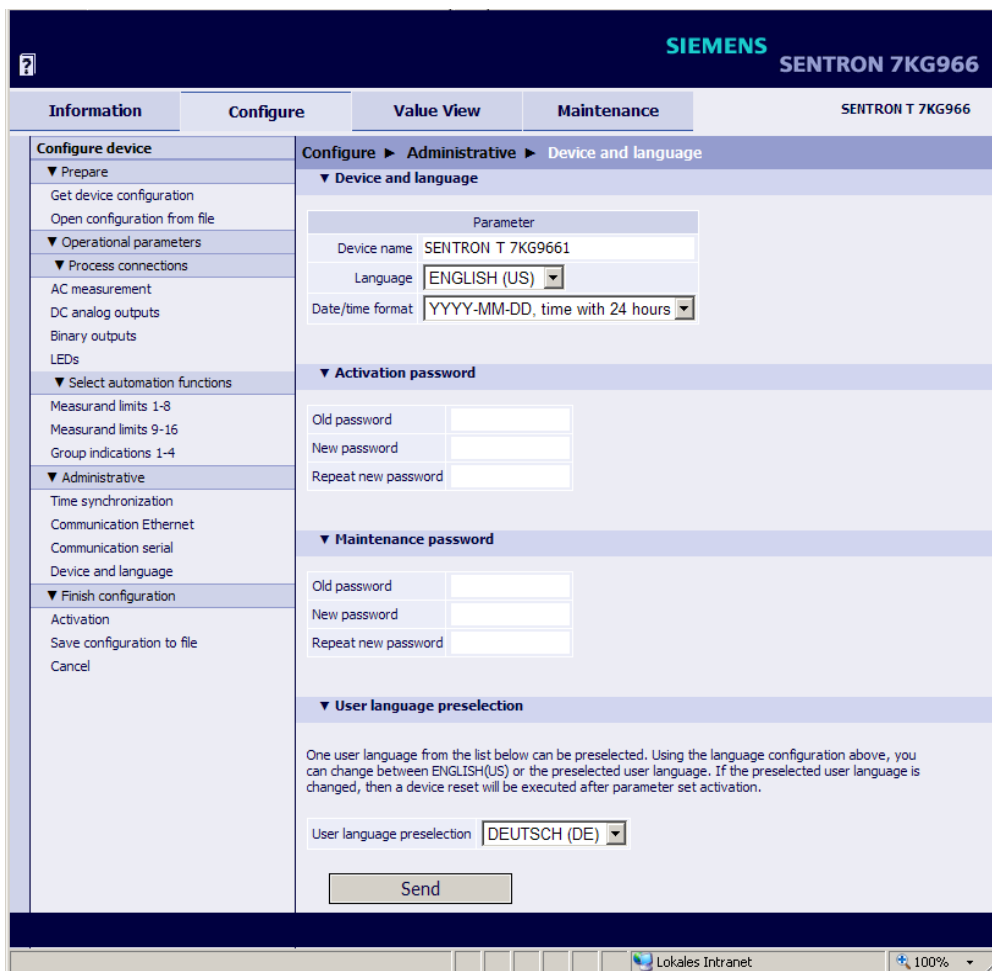 ?
SIEMENS
SENTRON 7KG966
Information
Configure
Value View
Maintenance
SENTRON T 7KG966
Configure device
▼ Prepare
Get device configuration
Open configuration from file
▼ Operational parameters
▼ Process connections
AC measurement
DC analog outputs
Binary outputs
LEDs
▼ Select automation functions
Measurand limits 1-8
Measurand limits 9-16
Group indications 1-4
▼ Administrative
Time synchronization
Communication Ethernet
Communication serial
Device and language
▼ Finish configuration
Activation
Save configuration to file
Cancel
Configure ► Administrative ► Device and language
▼ Device and language
Parameter
Device name SENTRON T 7KG9661
Language ENGLISH (US)
Date/time format YYYY-MM-DD, time with 24 hours
▼ Activation password
Old password
New password
Repeat new password
▼ Maintenance password
Old password
New password
Repeat new password
▼ User language preselection
One user language from the list below can be preselected. Using the language configuration above, you
can change between ENGLISH(US) or the preselected user language. If the preselected user language is
changed, then a device reset will be executed after parameter set activation.
User language preselection DEUTSCH (DE)
Send
Lokales Intranet
100%